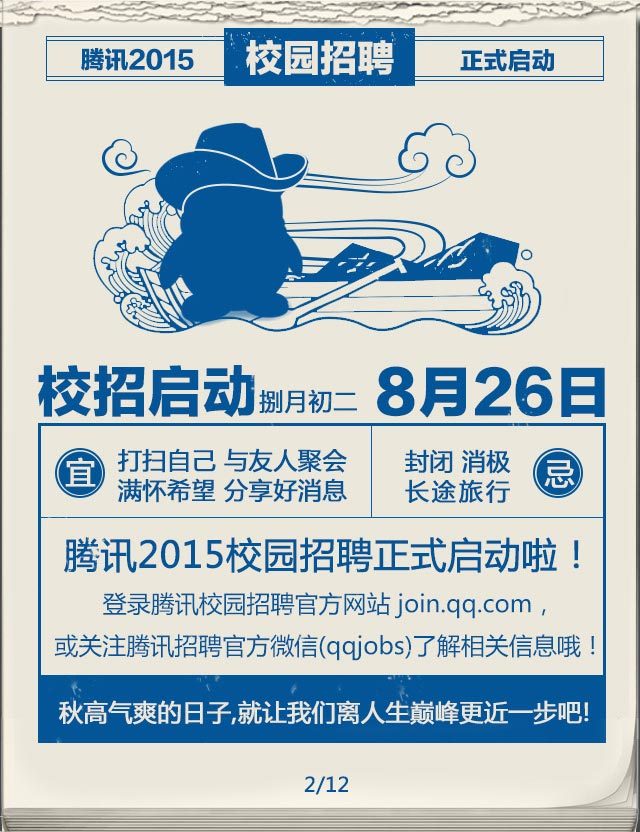 腾讯2015 校园招聘 正式启动
校招启动 捌月初二 8月26日
宜 打扫自己 与友人聚会 封闭 消极 忌
满怀希望 分享好消息 长途旅行
腾讯2015校园招聘正式启动啦！
登录腾讯校园招聘官方网站 join.qq.com，
或关注腾讯招聘官方微信(qqjobs)了解相关信息哦！
秋高气爽的日子,就让我们离人生巅峰更近一步吧!
2/12